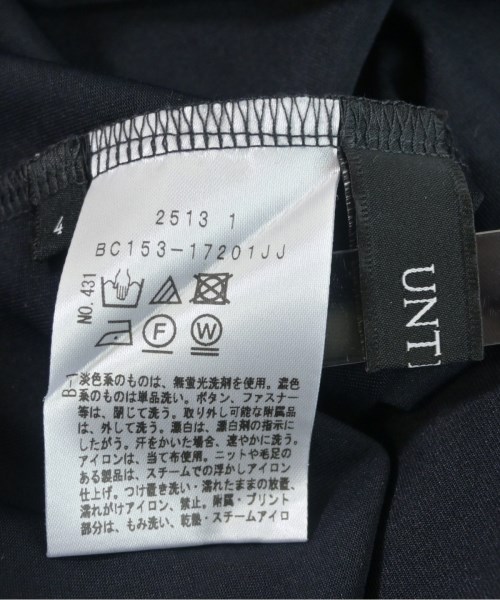 4
2513 1
BC153-17201JJ
NO. 431
F
W
B-1
淡色系のものは、無蛍光洗剤を使用。濃色
系のものは単品洗い。ボタン、ファスナー
等は、閉じて洗う。取り外し可能な附属品
は、外して洗う。漂白は、漂白剤の指示に
したがう。汗をかいた場合、速やかに洗う。
アイロンは、当て布使用。ニットや毛足の
ある製品は、スチームでの浮かしアイロン
仕上げ。つけ置き洗い・濡れたままの放置、
濡れがけアイロン、禁止。附属・プリント
部分は、もみ洗い、乾燥・スチームアイロ
UNT